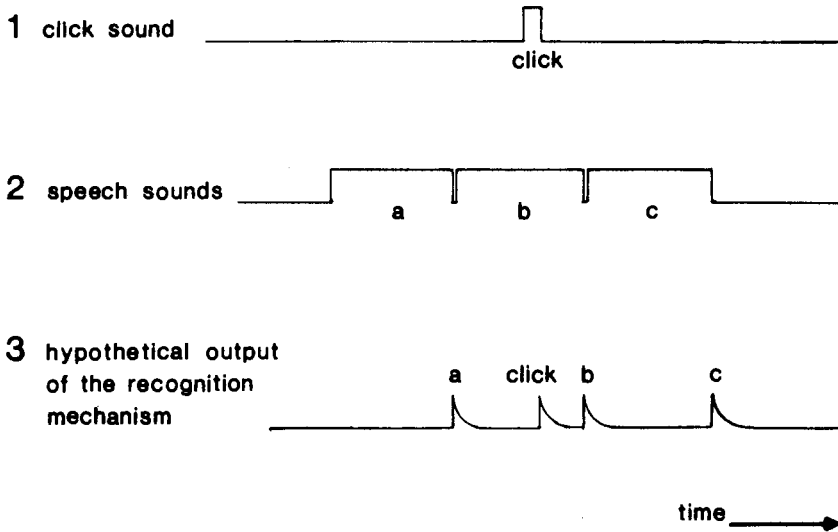 1 click sound
click
2 speech sounds
a b c
3 hypothetical output
of the recognition
mechanism
a click b c
time